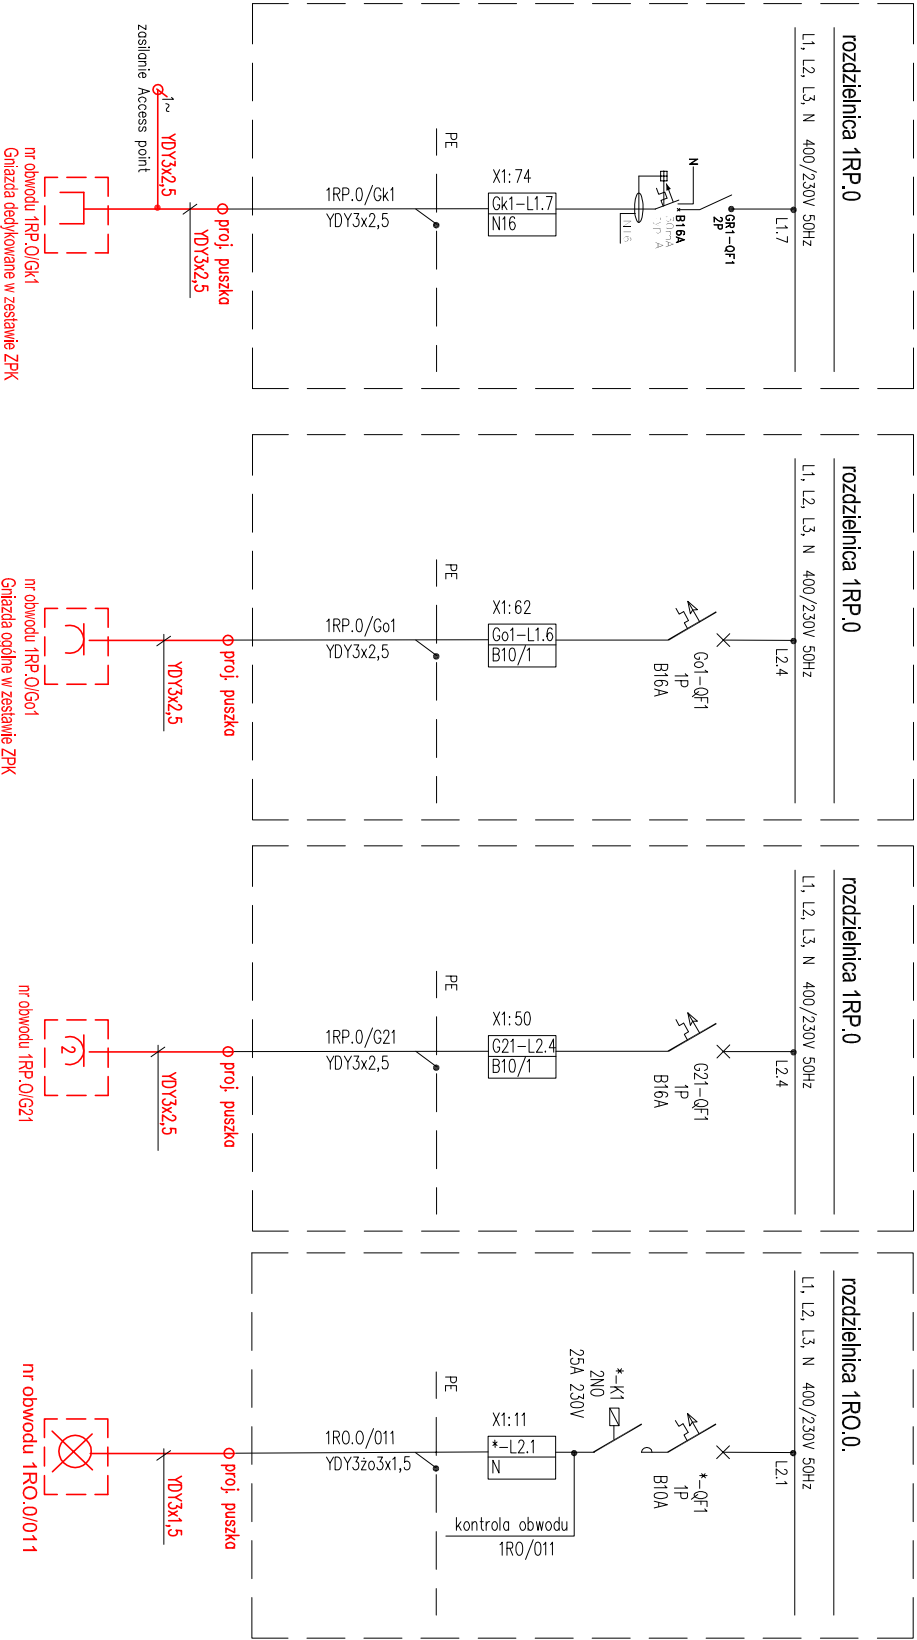 rozdzielnica 1RP.0
L1, L2, L3, N 400/230V 50Hz
L1.7
GR1-QF1
2P
N
B16A
30mA
N16
X1:74
Gk1-L1.7
N16
PE
1RP.0/Gk1
YDY3x2,5
proj. puszka
YDY3x2,5
1~
YDY3x2,5
zasilanie Access point
nr obwodu 1RP.O/GK1
Gniazda dedykowane w zestawie ZPK
rozdzielnica 1RP.0
L1, L2, L3, N 400/230V 50Hz
L2.4
Go1-QF1
1P
B16A
X1:62
Go1-L1.6
B10/1
PE
1RP.0/Go1
YDY3x2,5
proj. puszka
YDY3x2,5
nr obwodu 1RP.O/Go1
Gniazda ogólne w zestawie ZPK
rozdzielnica 1RP.0
L1, L2, L3, N 400/230V 50Hz
L2.4
G21-QF1
1P
B16A
X1:50
G21-L2.4
B10/1
PE
1RP.0/G21
YDY3x2,5
proj. puszka
YDY3x2,5
2
nr obwodu 1RP.O/G21
rozdzielnica 1RO.0.
L1, L2, L3, N 400/230V 50Hz
L2.1
*-QF1
1P
B10A
*-K1
2NO
25A 230V
X1:11
*-L2.1
N
kontrola obwodu
1RO/011
PE
1RO.0/011
YDY3żo3x1,5
proj. puszka
YDY3x1,5
nr obwodu 1RO.0/011